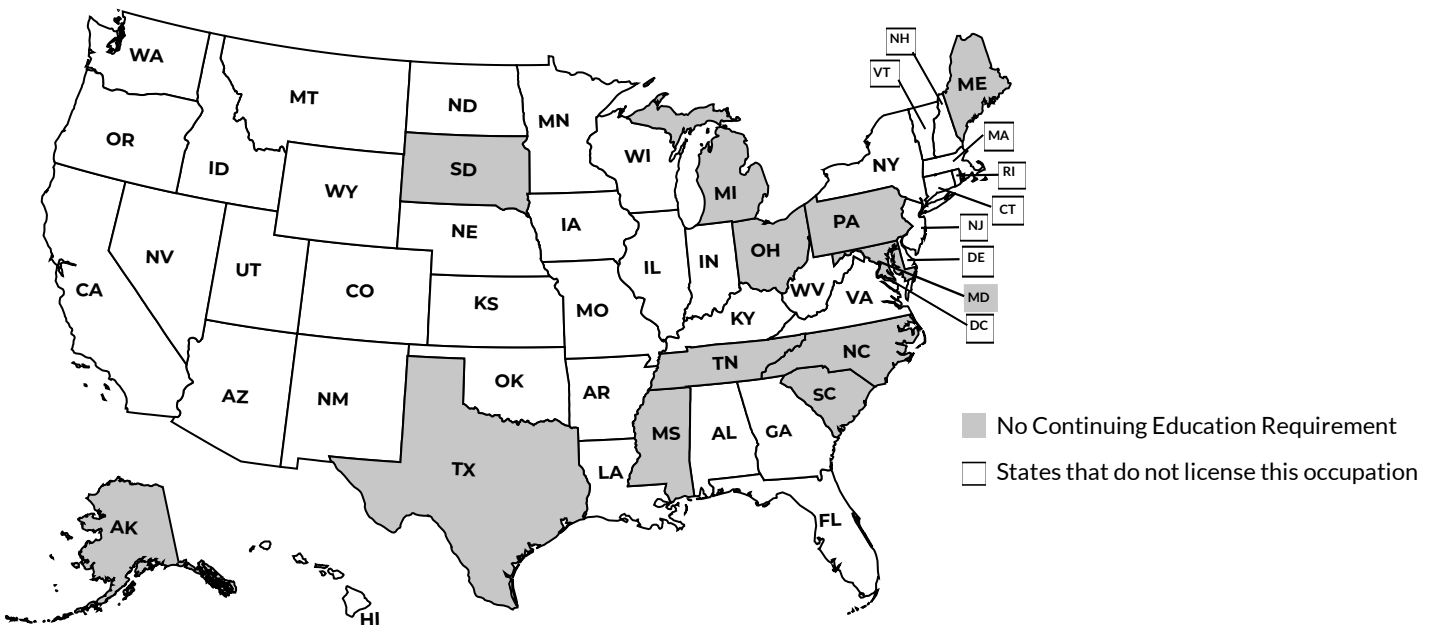 WA
MT
ND
MN
OR
ID
SD
WI
WY
MI
NH
VT
ME
MA
NY
RI
CT
NJ
PA
DE
MD
DC
IA
NE
NV
UT
CA
CO
KS
MO
IL
IN
OH
WV
VA
KY
NC
TN
SC
AZ
NM
OK
AR
MS
AL
GA
TX
LA
FL
AK
HI
No Continuing Education Requirement
States that do not license this occupation